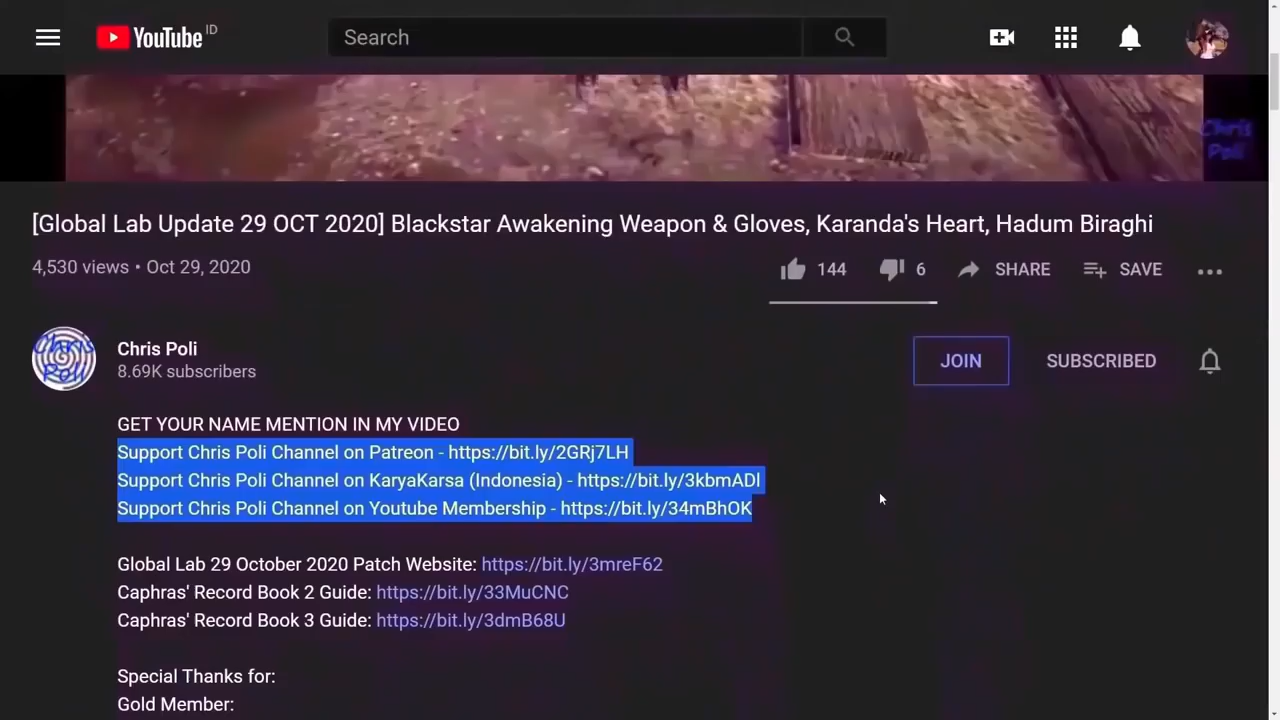 YouTube ID
Search
Chris
Poli
[Global Lab Update 29 OCT 2020] Blackstar Awakening Weapon & Gloves, Karanda's Heart, Hadum Biraghi
4,530 views • Oct 29, 2020
144
6
SHARE
SAVE
Chris Poli
Chris Poli
8.69K subscribers
JOIN
SUBSCRIBED
GET YOUR NAME MENTION IN MY VIDEO
Support Chris Poli Channel on Patreon - https://bit.ly/2GRj7LH
Support Chris Poli Channel on KaryaKarsa (Indonesia) - https://bit.ly/3kbmADl
Support Chris Poli Channel on Youtube Membership - https://bit.ly/34mBhOK
Global Lab 29 October 2020 Patch Website: https://bit.ly/3mreF62
Caphras' Record Book 2 Guide: https://bit.ly/33MuCNC
Caphras' Record Book 3 Guide: https://bit.ly/3dmB68U
Special Thanks for:
Gold Member: